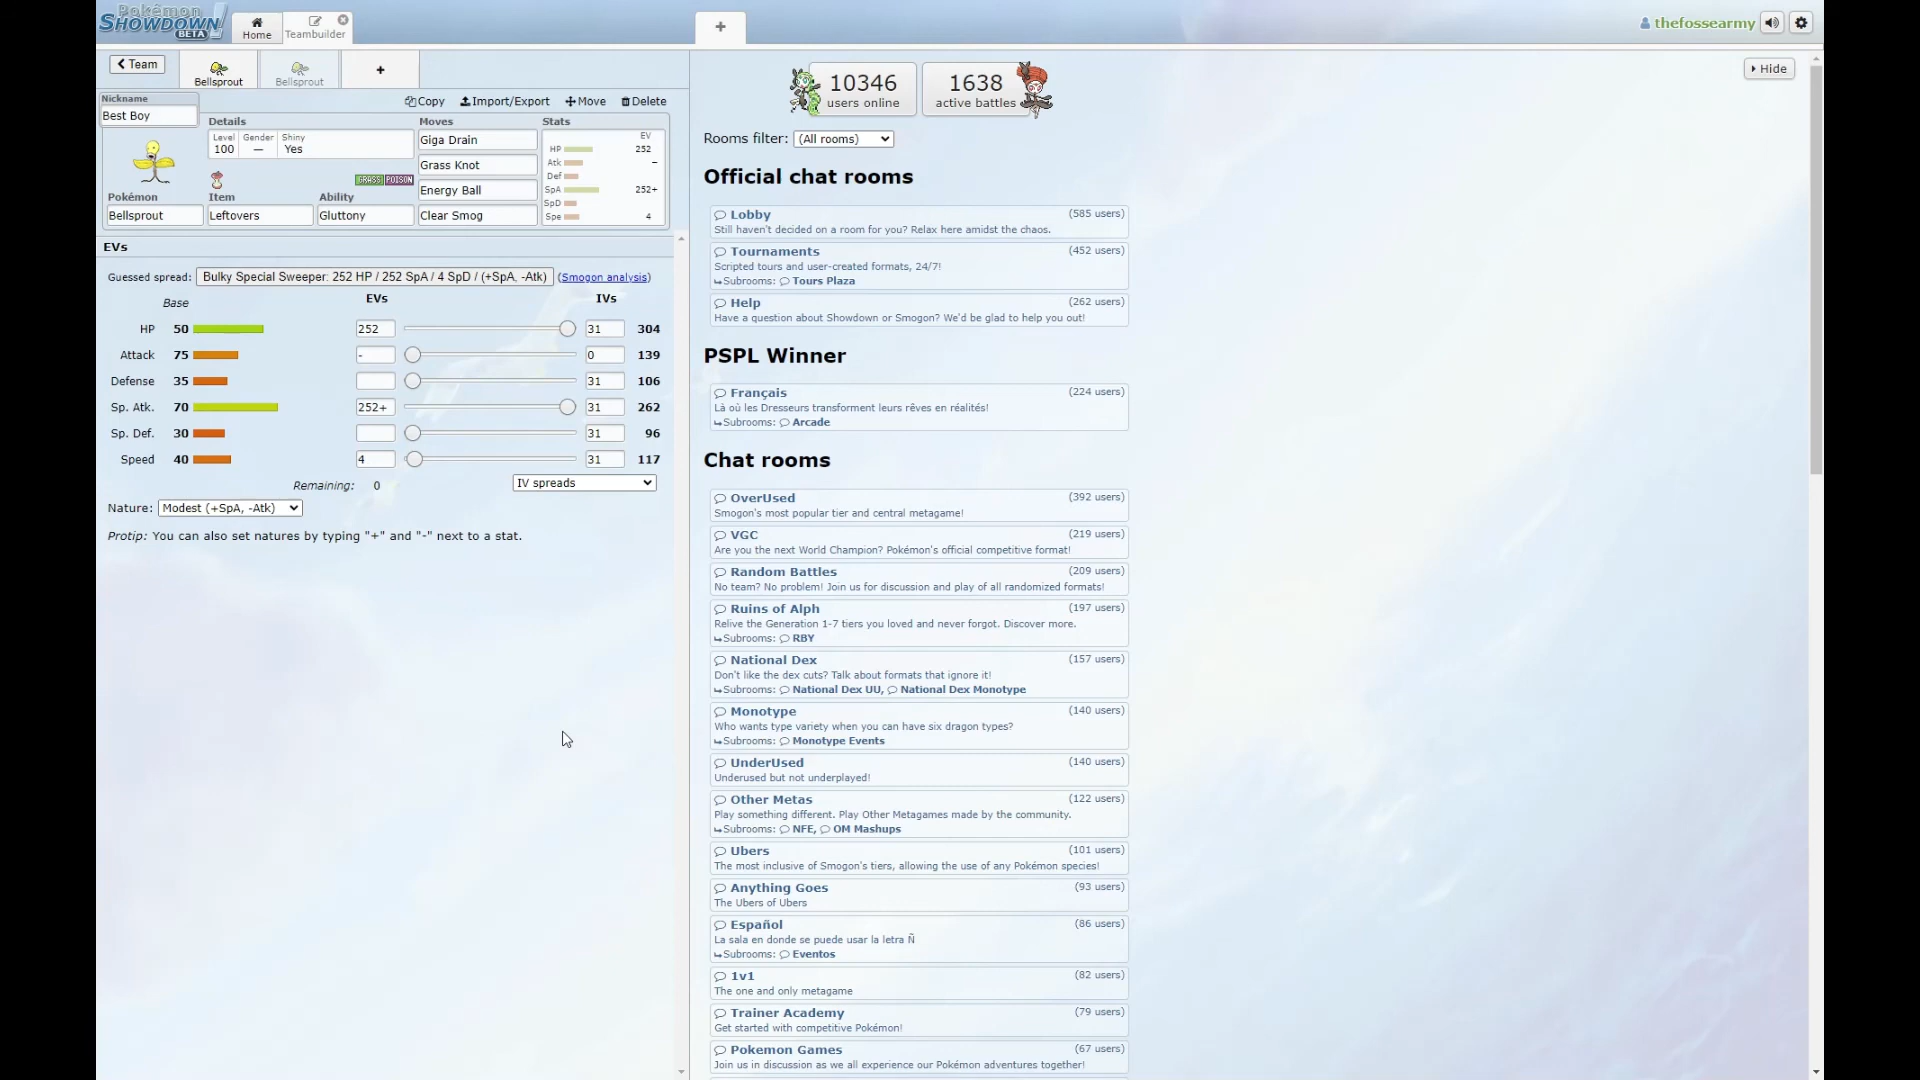 Pokémon
SHOWDOWN!
BETA
Home
Teambuilder
+
thefossearmy
Team
Bellsprout
Bellsprout
+
Nickname
Best Boy
Copy Import/Export Move Delete
Details
Level Gender Shiny
100 — Yes
GRASS POISON
Pokémon Item Ability
Bellsprout Leftovers Gluttony
Moves
Giga Drain
Grass Knot
Energy Ball
Clear Smog
Stats
EV
HP 252
Atk –
Def
SpA 252+
SpD
Spe 4
EVs
Guessed spread: Bulky Special Sweeper: 252 HP / 252 SpA / 4 SpD / (+SpA, -Atk) (Smogon analysis)
Base EVs IVs
HP 50 252 31 304
Attack 75 - 0 139
Defense 35 31 106
Sp. Atk. 70 252+ 31 262
Sp. Def. 30 31 96
Speed 40 4 31 117
Remaining: 0 IV spreads
Nature: Modest (+SpA, -Atk)
Protip: You can also set natures by typing "+" and "-" next to a stat.
10346
users online
1638
active battles
Hide
Rooms filter: (All rooms)
Official chat rooms
Lobby (585 users)
Still haven't decided on a room for you? Relax here amidst the chaos.
Tournaments (452 users)
Scripted tours and user-created formats, 24/7!
Subrooms: Tours Plaza
Help (262 users)
Have a question about Showdown or Smogon? We'd be glad to help you out!
PSPL Winner
Français (224 users)
Là où les Dresseurs transforment leurs rêves en réalités!
Subrooms: Arcade
Chat rooms
OverUsed (392 users)
Smogon's most popular tier and central metagame!
VGC (219 users)
Are you the next World Champion? Pokémon's official competitive format!
Random Battles (209 users)
No team? No problem! Join us for discussion and play of all randomized formats!
Ruins of Alph (197 users)
Relive the Generation 1-7 tiers you loved and never forgot. Discover more.
Subrooms: RBY
National Dex (157 users)
Don't like the dex cuts? Talk about formats that ignore it!
Subrooms: National Dex UU, National Dex Monotype
Monotype (140 users)
Who wants type variety when you can have six dragon types?
Subrooms: Monotype Events
UnderUsed (140 users)
Underused but not underplayed!
Other Metas (122 users)
Play something different. Play Other Metagames made by the community.
Subrooms: NFE, OM Mashups
Ubers (101 users)
The most inclusive of Smogon's tiers, allowing the use of any Pokémon species!
Anything Goes (93 users)
The Ubers of Ubers
Español (86 users)
La sala en donde se puede usar la letra Ñ
Subrooms: Eventos
1v1 (82 users)
The one and only metagame
Trainer Academy (79 users)
Get started with competitive Pokémon!
Pokemon Games (67 users)
Join us in discussion as we all experience our Pokémon adventures together!